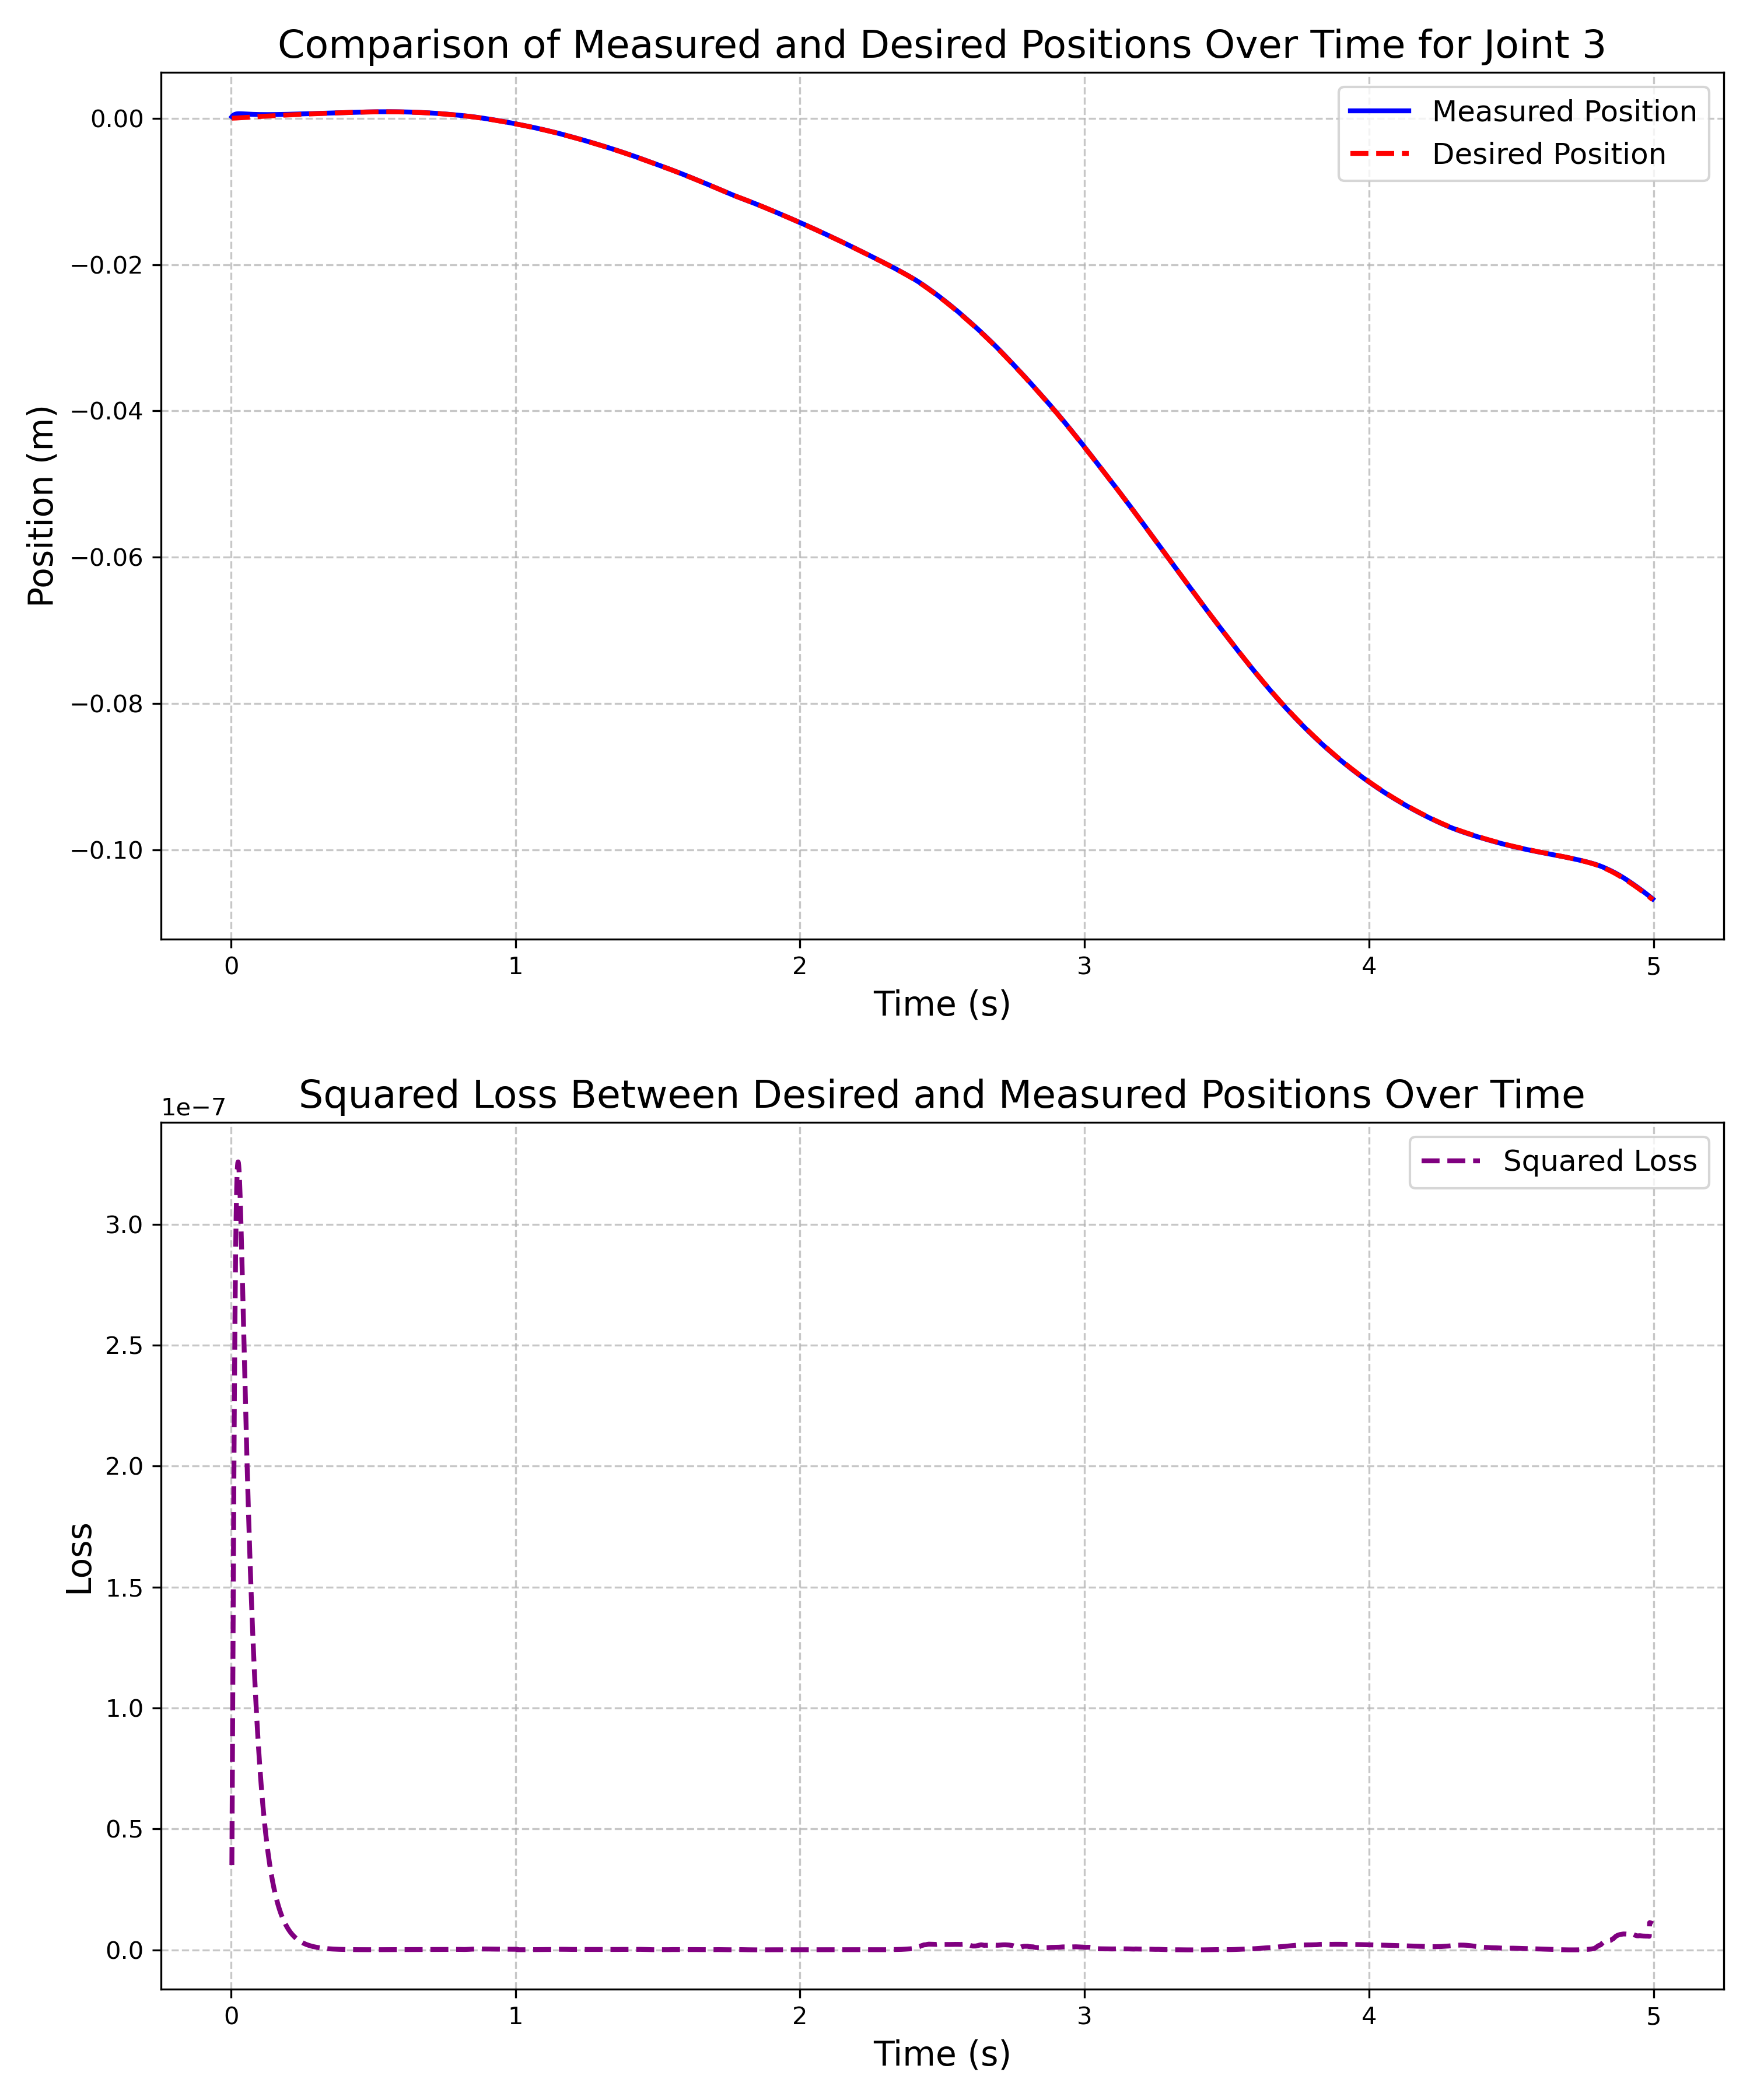 Comparison of Measured and Desired Positions Over Time for Joint 3
Measured Position
Desired Position
0.00
−0.02
−0.04
−0.06
−0.08
−0.10
Position (m)
0 1 2 3 4 5
Time (s)
Squared Loss Between Desired and Measured Positions Over Time
1e−7
Squared Loss
3.0
2.5
2.0
1.5
1.0
0.5
0.0
Loss
0 1 2 3 4 5
Time (s)